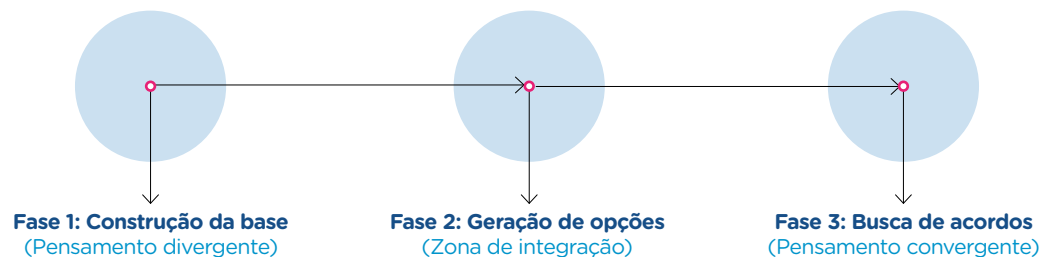 Fase 1: Construção da base
(Pensamento divergente)
Fase 2: Geração de opções
(Zona de integração)
Fase 3: Busca de acordos
(Pensamento convergente)